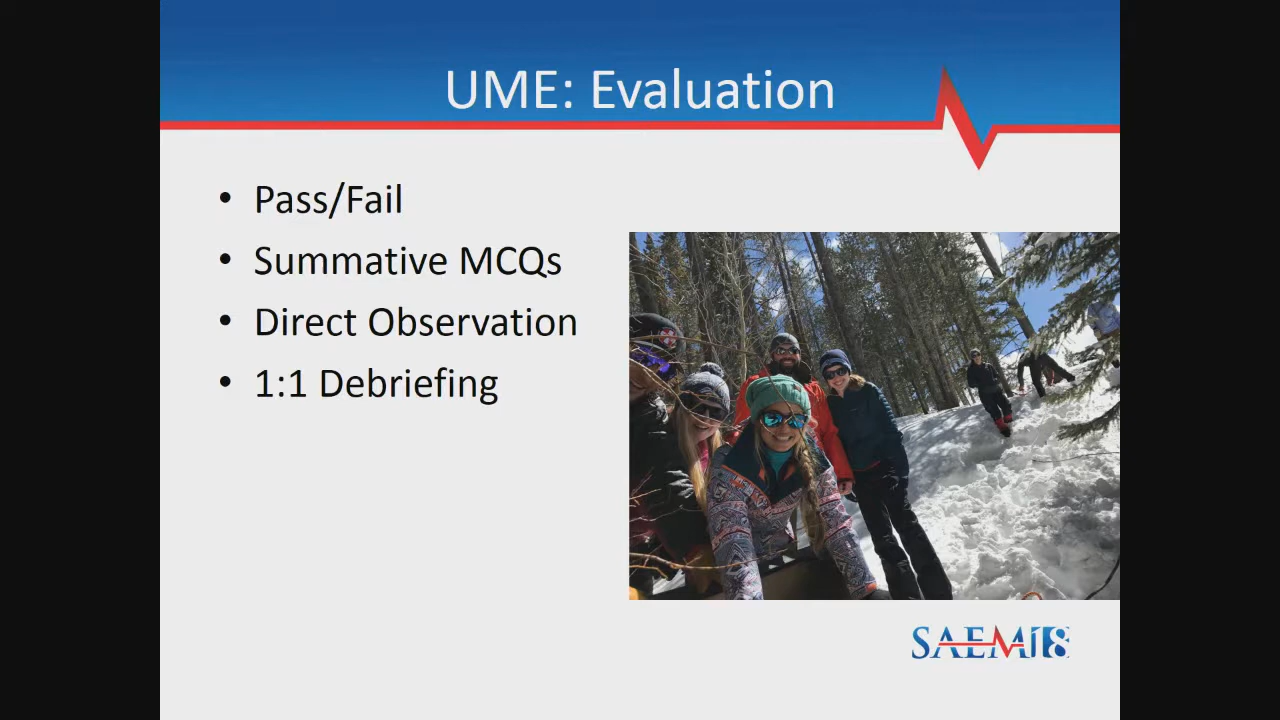 UME: Evaluation
• Pass/Fail
• Summative MCQs
• Direct Observation
• 1:1 Debriefing
SAEM18